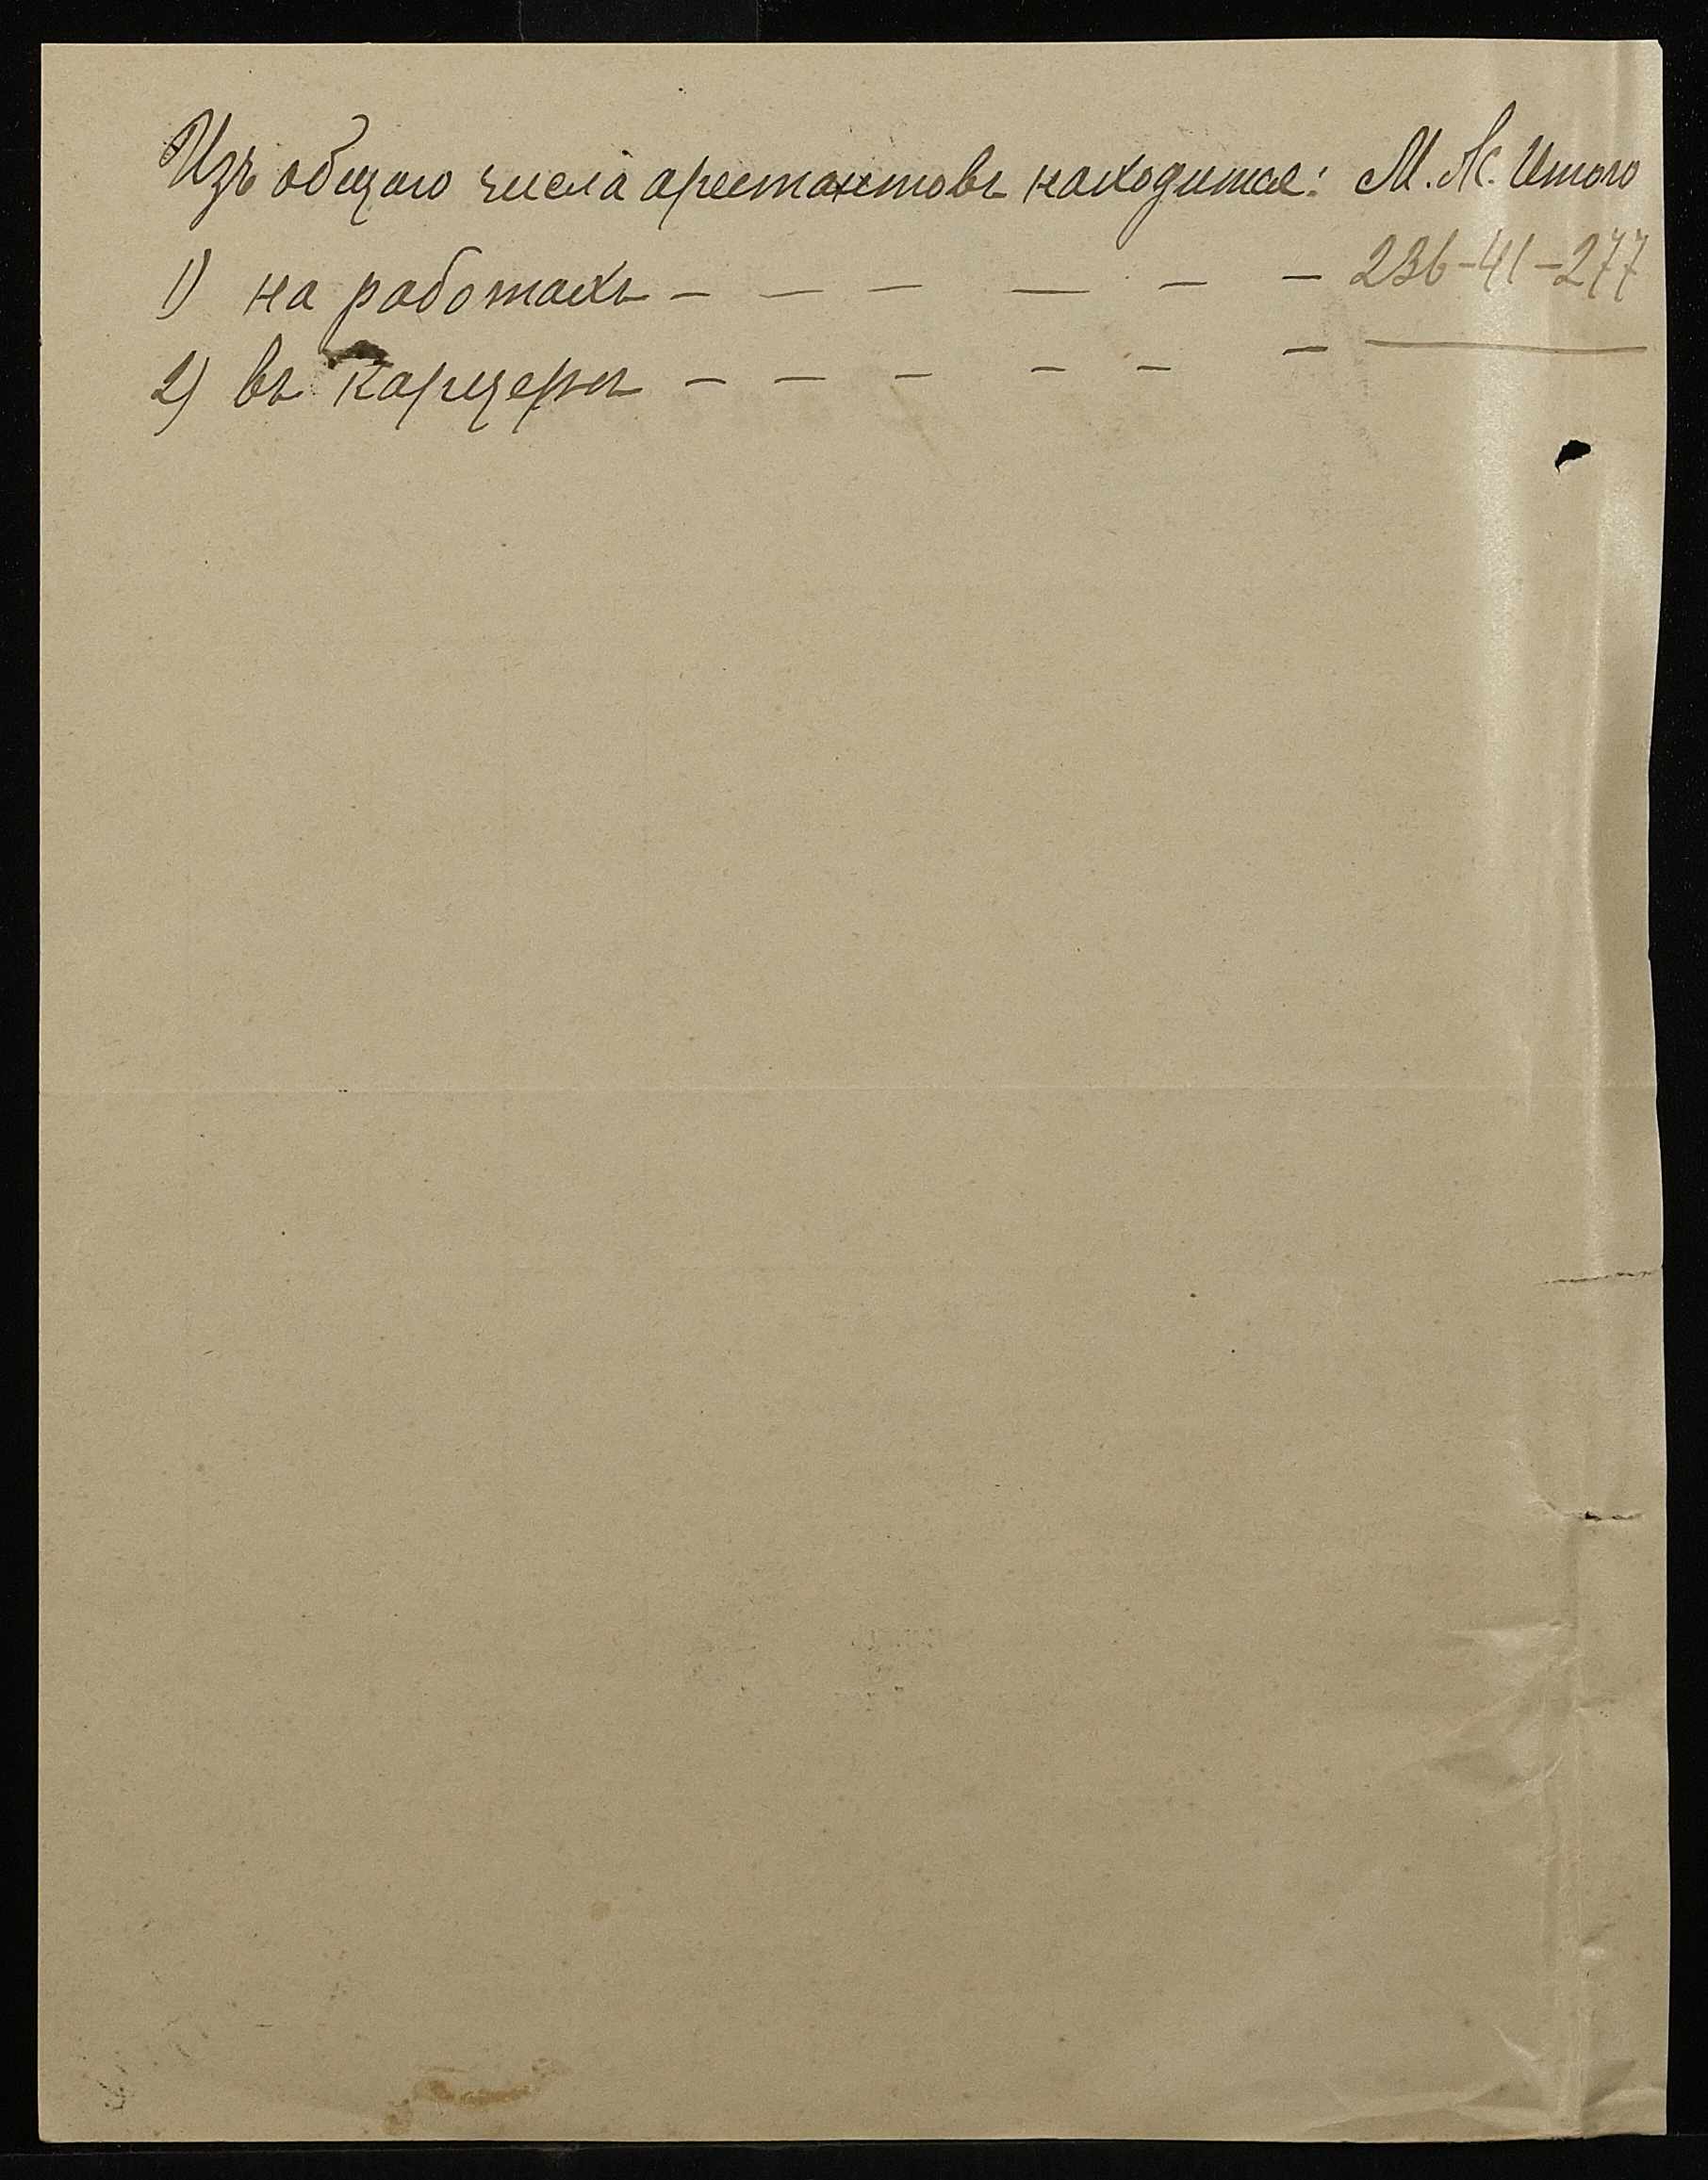 Изъ общаго числа арестантовъ находится: М. Ж. Итого
1) на работахъ - - - - - - 236-41-277
2) въ карцерѣ - - - - - - —